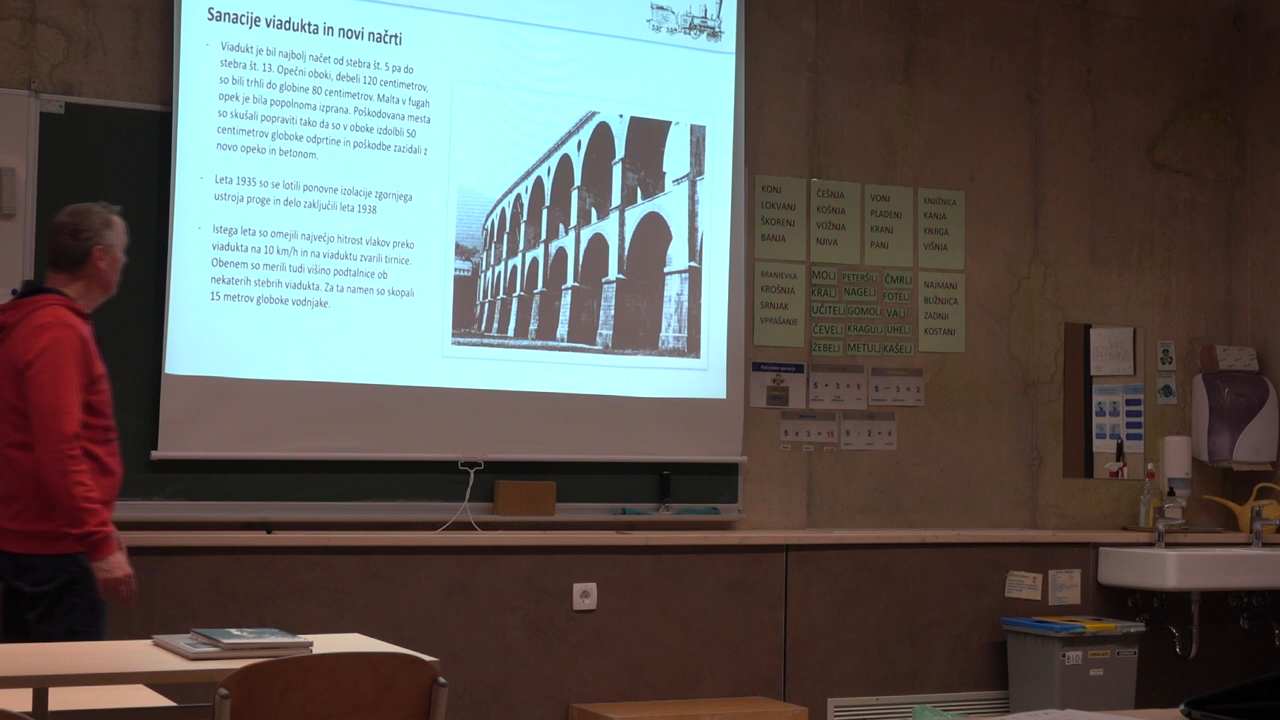 Sanacije viadukta in novi načrti
- Viadukt je bil najbolj načet od stebra št. 5 pa do
stebra št. 13. Opečni oboki, debeli 120 centimetrov,
so bili trhli do globine 80 centimetrov. Malta v fugah
opek je bila popolnoma izprana. Poškodovana mesta
so skušali popraviti tako da so v oboke izdolbli 50
centimetrov globoke odprtine in poškodbe zazidali z
novo opeko in betonom.
- Leta 1935 so se lotili ponovne izolacije zgornjega
ustroja proge in delo zaključili leta 1938
- Istega leta so omejili največjo hitrost vlakov preko
viadukta na 10 km/h in na viaduktu zvarili tirnice.
Obenem so merili tudi višino podtalnice ob
nekaterih stebrih viadukta. Za ta namen so skopali
15 metrov globoke vodnjake.
KONJ
LOKVANJ
ŠKORENJ
BANJA
ČEŠNJA
KOŠNJA
VOŽNJA
NJIVA
VONJ
PLADENJ
KRANJ
PANJ
KNJIŽNICA
KANJA
KNJIGA
VIŠNJA
BRANJEVKA
KROŠNJA
SRNJAK
VPRAŠANJE
MOLJ PETERŠILJ ČMRLJ
KRALJ NAGELJ FOTELJ
UČITELJ GOMOLJ VALJ
ČEVELJ KRAGULJ UHELJ
ŽEBELJ METULJ KAŠELJ
NAJMANJ
BLIŽNJICA
ZADNJI
KOSTANJ
5 x 3 = 15
BIO